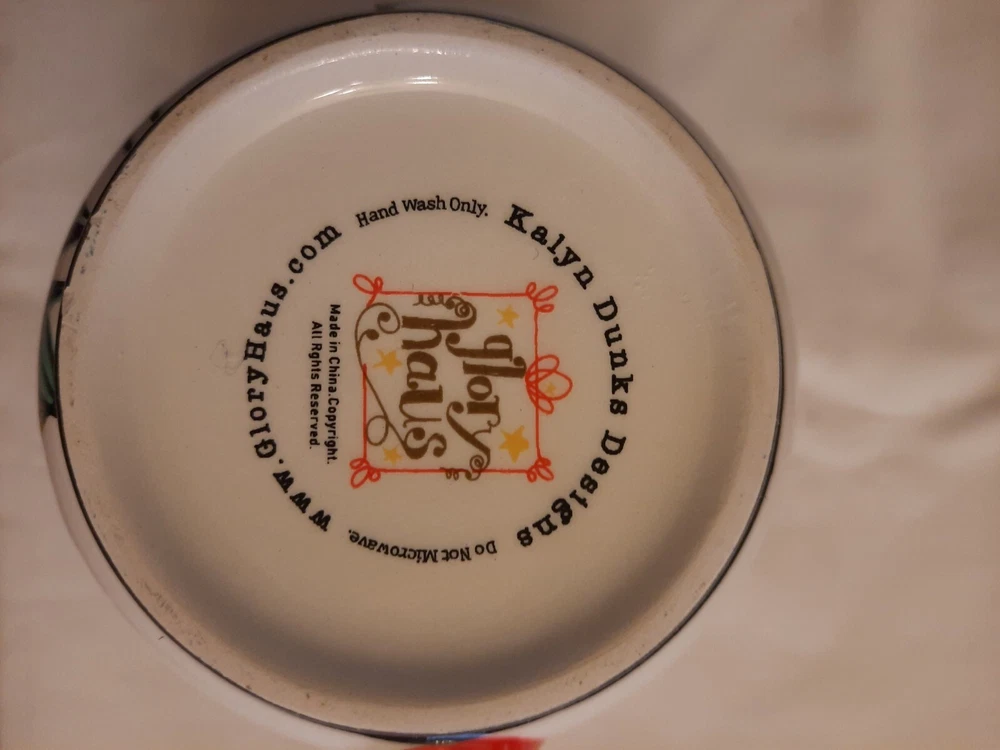 Kalyn Dunks Designs
glory
haus
Made in China.Copyright.
All Rghts Reserved.
Hand Wash Only.
Do Not Microwave.
www.GloryHaus.com